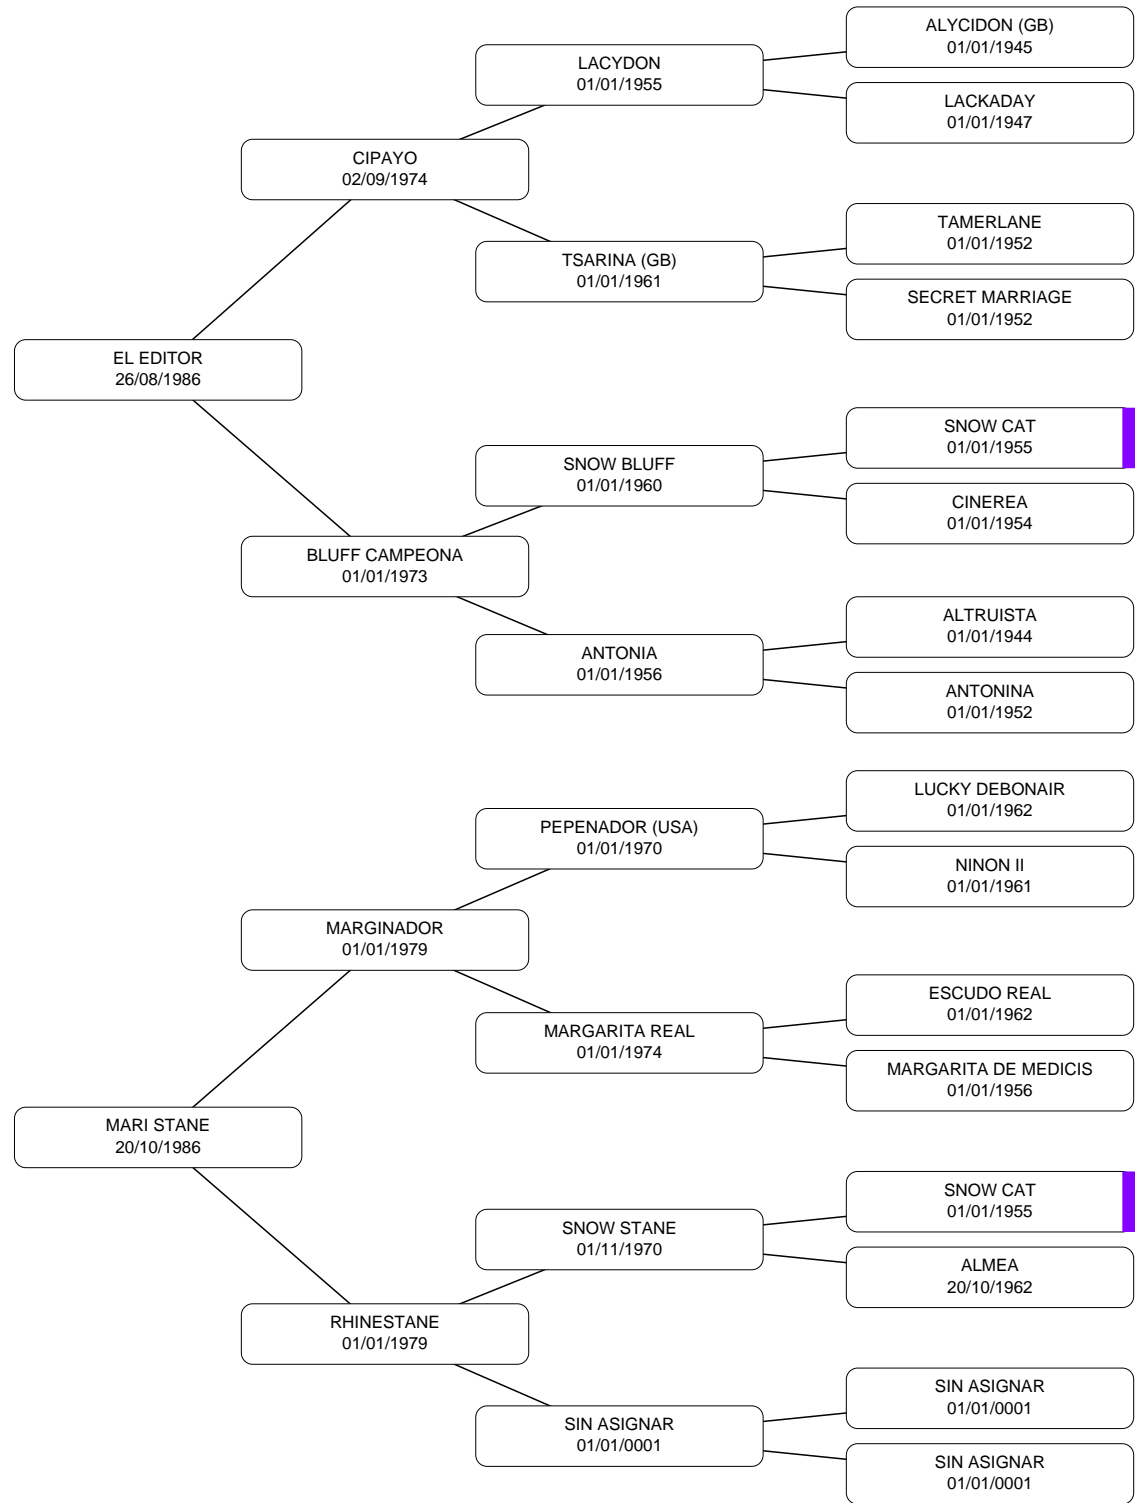 ALYCIDON (GB)
01/01/1945
LACYDON
01/01/1955
LACKADAY
01/01/1947
CIPAYO
02/09/1974
TAMERLANE
01/01/1952
TSARINA (GB)
01/01/1961
SECRET MARRIAGE
01/01/1952
EL EDITOR
26/08/1986
SNOW CAT
01/01/1955
SNOW BLUFF
01/01/1960
CINEREA
01/01/1954
BLUFF CAMPEONA
01/01/1973
ALTRUISTA
01/01/1944
ANTONIA
01/01/1956
ANTONINA
01/01/1952
LUCKY DEBONAIR
01/01/1962
PEPENADOR (USA)
01/01/1970
NINON II
01/01/1961
MARGINADOR
01/01/1979
ESCUDO REAL
01/01/1962
MARGARITA REAL
01/01/1974
MARGARITA DE MEDICIS
01/01/1956
MARI STANE
20/10/1986
SNOW CAT
01/01/1955
SNOW STANE
01/11/1970
ALMEA
20/10/1962
RHINESTANE
01/01/1979
SIN ASIGNAR
01/01/0001
SIN ASIGNAR
01/01/0001
SIN ASIGNAR
01/01/0001